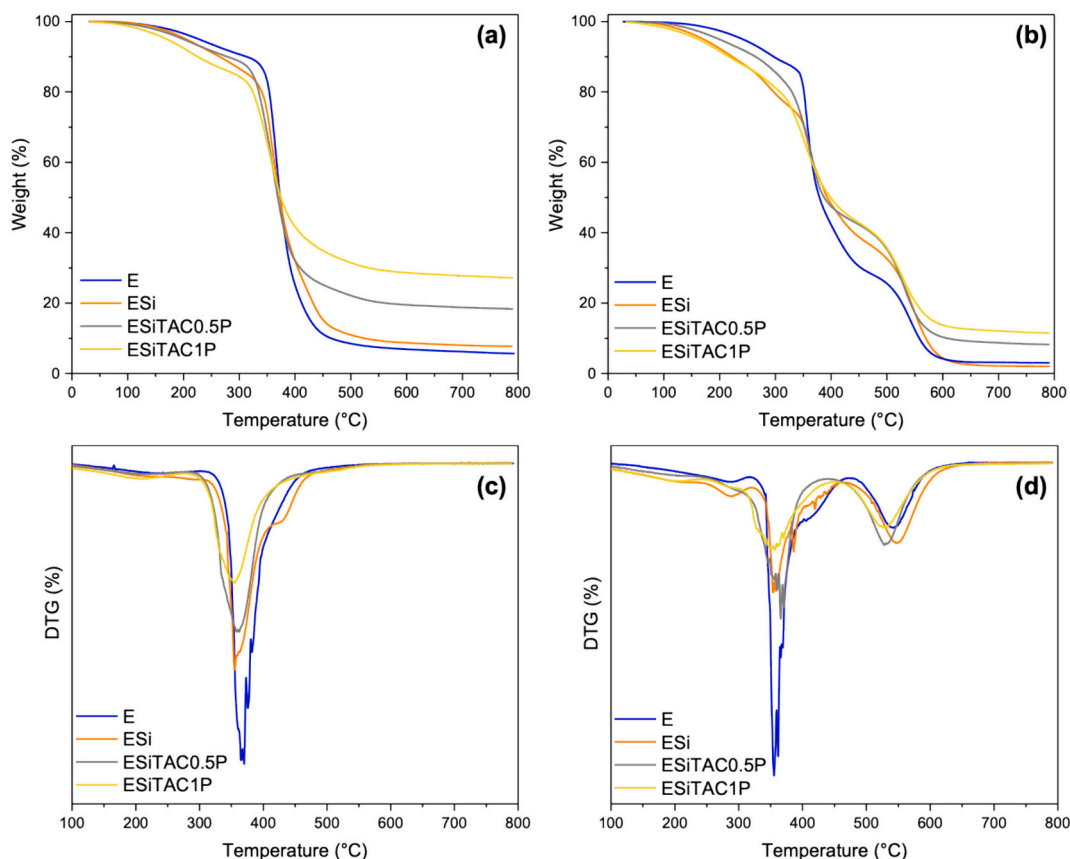 (a)
Weight (%)
100
80
60
40
20
0
E
ESi
ESiTAC0.5P
ESiTAC1P
0 100 200 300 400 500 600 700 800
Temperature (°C)
(b)
Weight (%)
100
80
60
40
20
0
E
ESi
ESiTAC0.5P
ESiTAC1P
0 100 200 300 400 500 600 700 800
Temperature (°C)
(c)
DTG (%)
E
ESi
ESiTAC0.5P
ESiTAC1P
100 200 300 400 500 600 700 800
Temperature (°C)
(d)
DTG (%)
E
ESi
ESiTAC0.5P
ESiTAC1P
100 200 300 400 500 600 700 800
Temperature (°C)